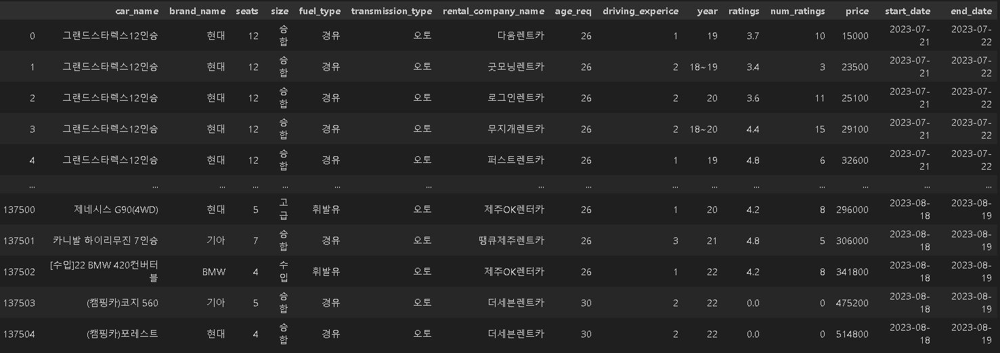 car_name brand_name seats size fuel_type transmission_type rental_company_name age_req driving_experice year ratings num_ratings price start_date end_date
0 그랜드스타렉스12인승 현대 12 승합 경유 오토 다움렌트카 26 1 19 3.7 10 15000 2023-07-21 2023-07-22
1 그랜드스타렉스12인승 현대 12 승합 경유 오토 굿모닝렌트카 26 2 18~19 3.4 3 23500 2023-07-21 2023-07-22
2 그랜드스타렉스12인승 현대 12 승합 경유 오토 로그인렌트카 26 2 20 3.6 11 25100 2023-07-21 2023-07-22
3 그랜드스타렉스12인승 현대 12 승합 경유 오토 무지개렌트카 26 2 18~20 4.4 15 29100 2023-07-21 2023-07-22
4 그랜드스타렉스12인승 현대 12 승합 경유 오토 퍼스트렌트카 26 1 19 4.8 6 32600 2023-07-21 2023-07-22
... ... ... ... ... ... ... ... ... ... ... ... ... ... ... ...
137500 제네시스 G90(4WD) 현대 5 고급 휘발유 오토 제주OK렌터카 26 1 20 4.2 8 296000 2023-08-18 2023-08-19
137501 카니발 하이리무진 7인승 기아 7 승합 경유 오토 땡큐제주렌트카 26 3 21 4.8 5 306000 2023-08-18 2023-08-19
137502 [수입]22 BMW 420컨버터블 BMW 4 수입 휘발유 오토 제주OK렌터카 26 1 22 4.2 8 341800 2023-08-18 2023-08-19
137503 (캠핑카)코지 560 기아 5 승합 경유 오토 더세븐렌트카 30 2 22 0.0 0 475200 2023-08-18 2023-08-19
137504 (캠핑카)포레스트 현대 4 승합 경유 오토 더세븐렌트카 30 2 22 0.0 0 514800 2023-08-18 2023-08-19